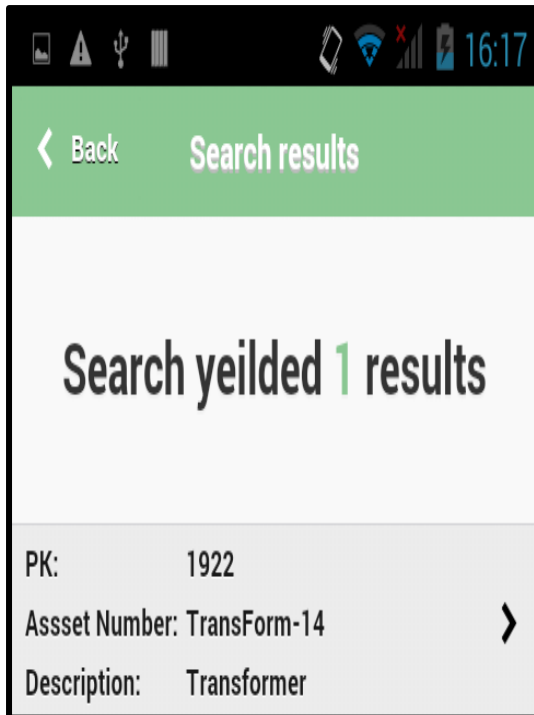 16:17
Back Search results
Search yeilded 1 results
PK: 1922
Assset Number: TransForm-14
Description: Transformer